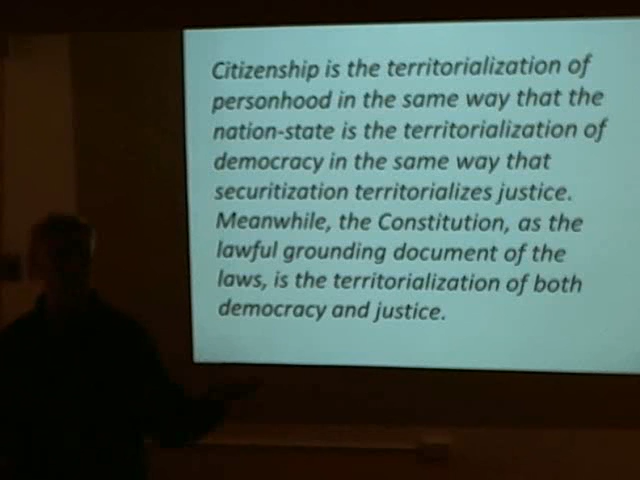 Citizenship is the territorialization of
personhood in the same way that the
nation-state is the territorialization of
democracy in the same way that
securitization territorializes justice.
Meanwhile, the Constitution, as the
lawful grounding document of the
laws, is the territorialization of both
democracy and justice.